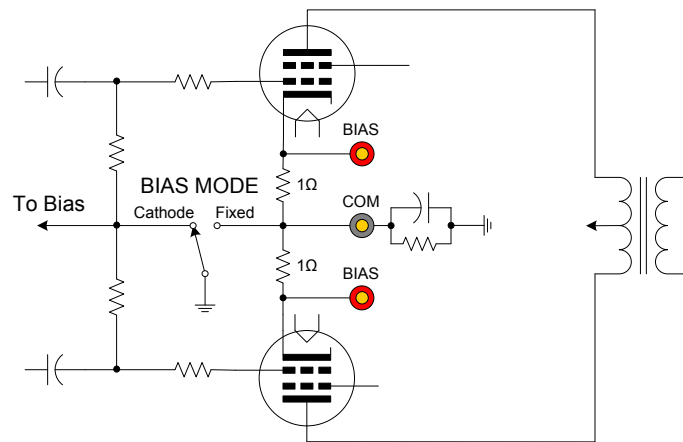 BIAS
BIAS MODE
1Ω
COM
To Bias
Cathode
Fixed
1Ω
BIAS